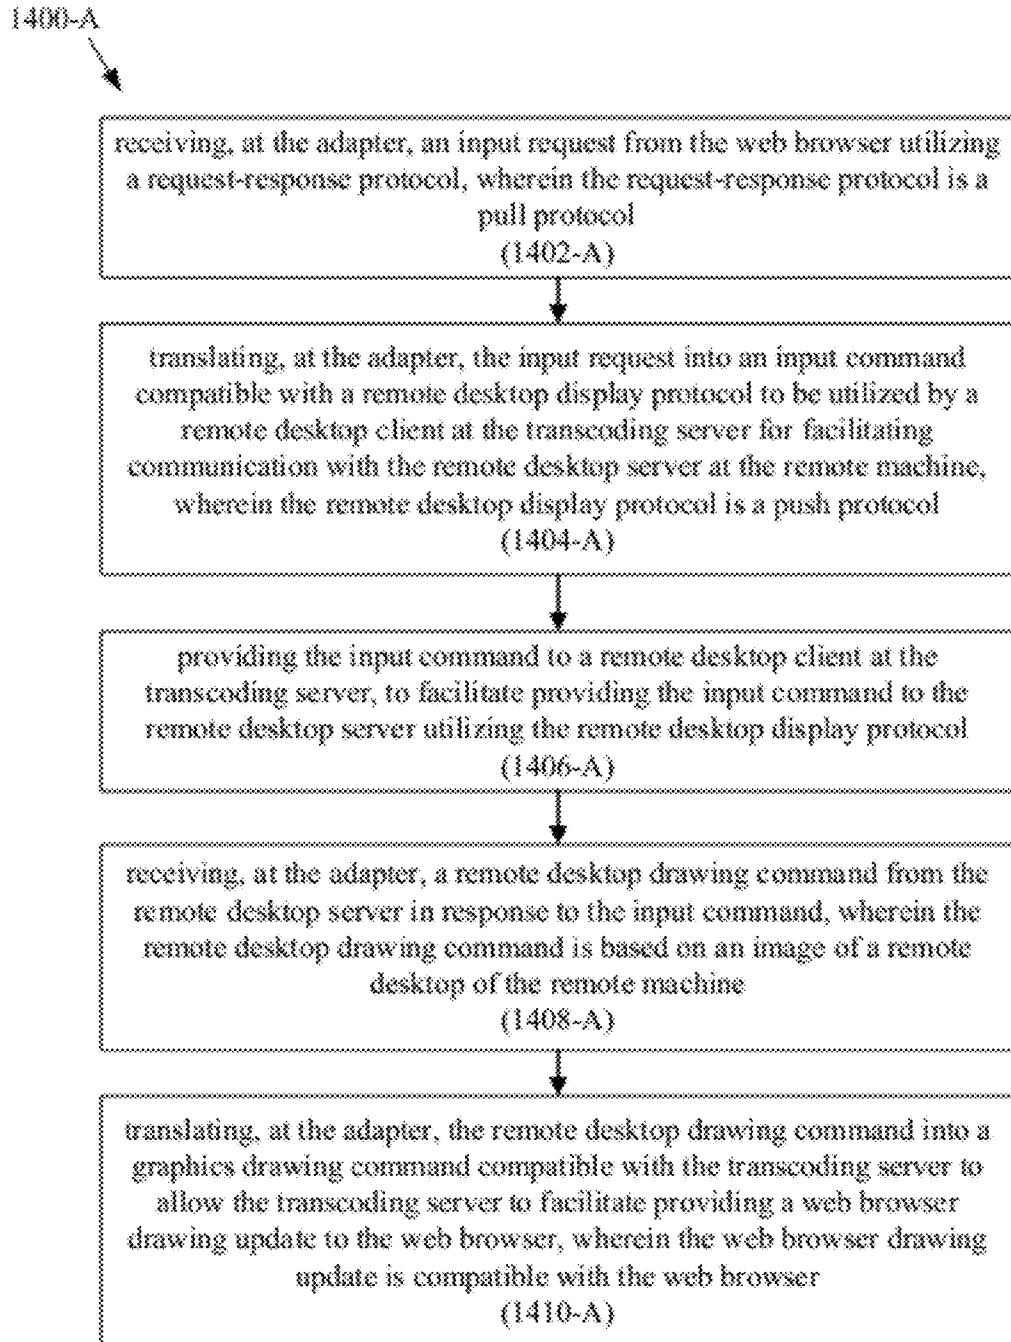 1400-A
receiving, at the adapter, an input request from the web browser utilizing
a request-response protocol, wherein the request-response protocol is a
pull protocol
(1402-A)
translating, at the adapter, the input request into an input command
compatible with a remote desktop display protocol to be utilized by a
remote desktop client at the transcoding server for facilitating
communication with the remote desktop server at the remote machine,
wherein the remote desktop display protocol is a push protocol
(1404-A)
providing the input command to a remote desktop client at the
transcoding server, to facilitate providing the input command to the
remote desktop server utilizing the remote desktop display protocol
(1406-A)
receiving, at the adapter, a remote desktop drawing command from the
remote desktop server in response to the input command, wherein the
remote desktop drawing command is based on an image of a remote
desktop of the remote machine
(1408-A)
translating, at the adapter, the remote desktop drawing command into a
graphics drawing command compatible with the transcoding server to
allow the transcoding server to facilitate providing a web browser
drawing update to the web browser, wherein the web browser drawing
update is compatible with the web browser
(1410-A)